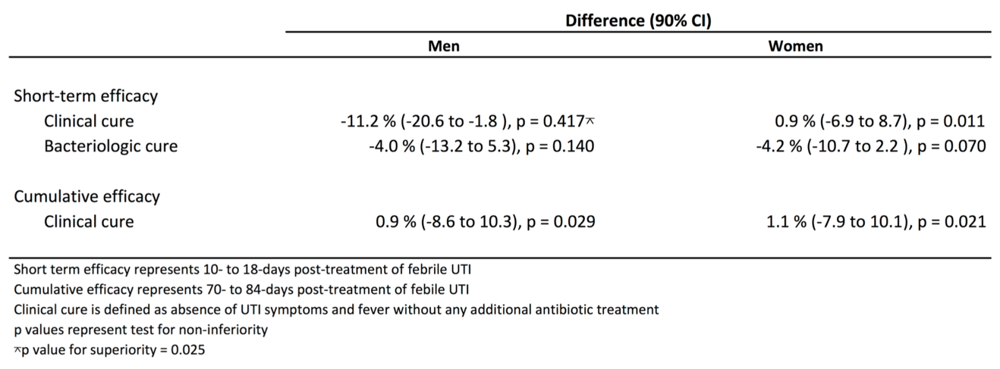 Difference (90% CI)
Men Women
Short-term efficacy
Clinical cure -11.2 % (-20.6 to -1.8 ), p = 0.417⌅ 0.9 % (-6.9 to 8.7), p = 0.011
Bacteriologic cure -4.0 % (-13.2 to 5.3), p = 0.140 -4.2 % (-10.7 to 2.2 ), p = 0.070
Cumulative efficacy
Clinical cure 0.9 % (-8.6 to 10.3), p = 0.029 1.1 % (-7.9 to 10.1), p = 0.021
Short term efficacy represents 10- to 18-days post-treatment of febrile UTI
Cumulative efficacy represents 70- to 84-days post-treatment of febile UTI
Clinical cure is defined as absence of UTI symptoms and fever without any additional antibiotic treatment
p values represent test for non-inferiority
⌅p value for superiority = 0.025